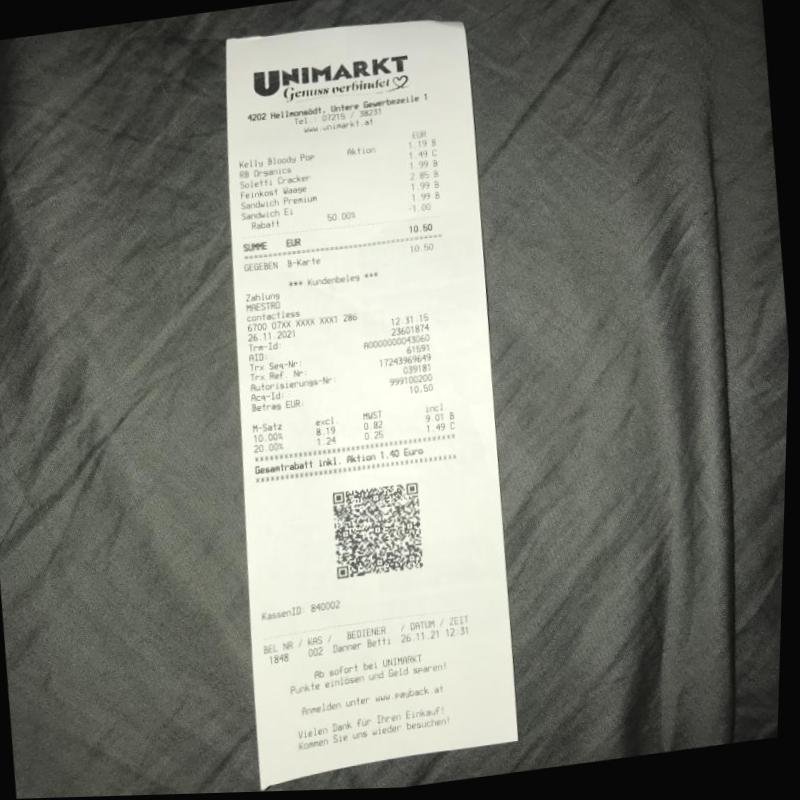 UNIMARKT
Genuss verbindet
4202 Hellmonsödt, Untere Gewerbezeile 1
Tel.: 07215 / 38231
www.unimarkt.at
EUR
Kelly Bloody Pop Aktion 1.19 B
RB Organics 1.49 C
Soletti Cracker 1.99 B
Feinkost Waage 2.85 B
Sandwich Premium 1.99 B
Sandwich Ei 1.99 B
Rabatt 50.00% -1.00
SUMME EUR 10.50
GEGEBEN B-Karte 10.50
*** Kundenbeleg ***
Zahlung
MAESTRO
contactless
6700 07XX XXXX XXX1 286
26.11.2021 12:31:15
Trm-Id: 23601874
AID: A0000000043060
Trx Seq-Nr: 61591
Trx Ref. Nr: 17243969649
Autorisierungs-Nr: 039181
Acq-Id: 999100200
Betrag EUR: 10,50
M-Satz excl. MWST incl
10.00% 8.19 0.82 9.01 B
20.00% 1.24 0.25 1.49 C
Gesamtrabatt inkl. Aktion 1.40 Euro
KassenID: 840002
BEL NR / KAS / BEDIENER / DATUM / ZEIT
1848 002 Danner Betti 26.11.21 12:31
Ab sofort bei UNIMARKT
Punkte einlösen und Geld sparen!
Anmelden unter www.payback.at
Vielen Dank für Ihren Einkauf!
Kommen Sie uns wieder besuchen!